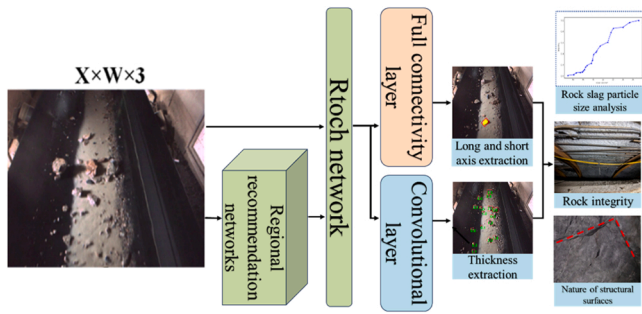 X×W×3
Regional
recommendation
networks
Rtoch network
Full connectivity
layer
Convolutional
layer
Long and short
axis extraction
Thickness
extraction
Rock slag particle
size analysis
Rock integrity
Nature of structural
surfaces